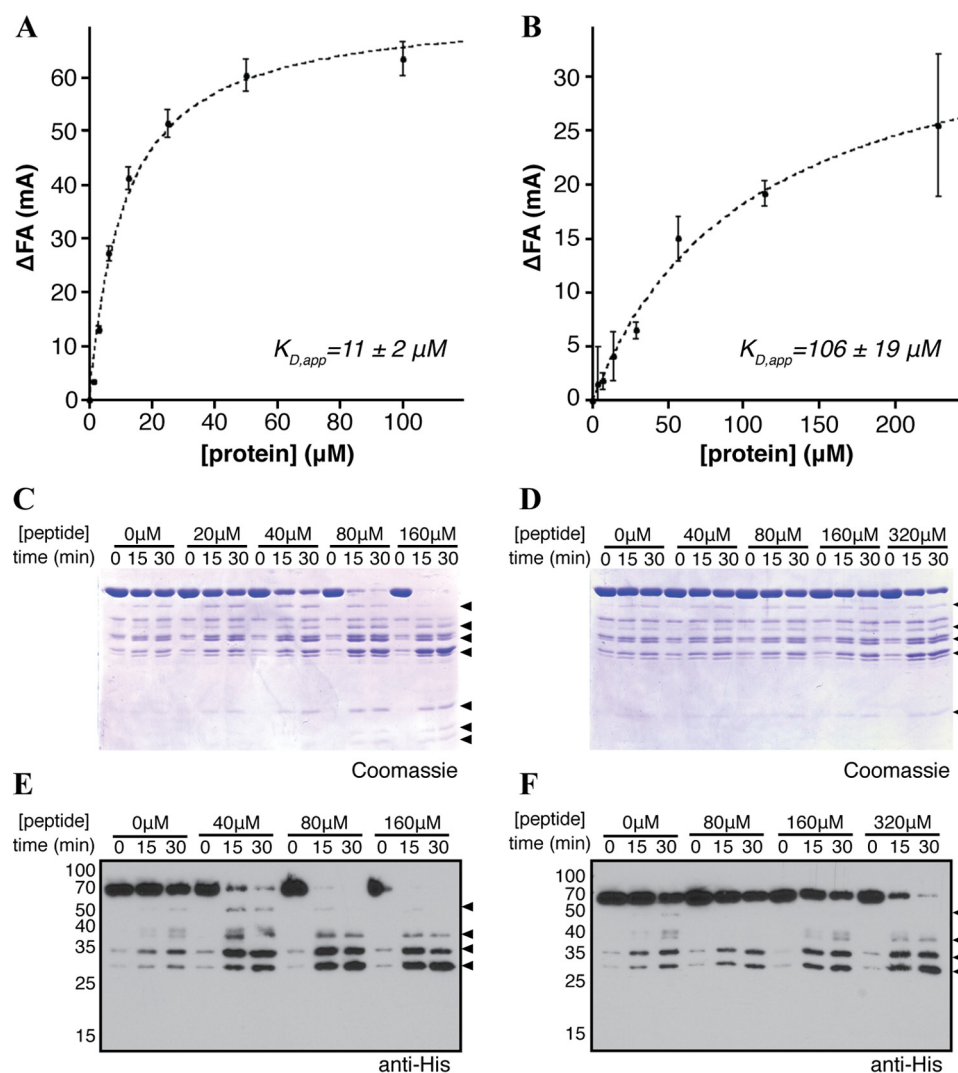 A
60
50
40
30
20
10
0
ΔFA (mA)
K_D,app=11 ± 2 µM
0 20 40 60 80 100
[protein] (µM)
B
30
25
20
15
10
5
0
ΔFA (mA)
K_D,app=106 ± 19 µM
0 50 100 150 200
[protein] (µM)
C
[peptide] 0µM 20µM 40µM 80µM 160µM
time (min) 0 15 30 0 15 30 0 15 30 0 15 30 0 15 30
Coomassie
D
[peptide] 0µM 40µM 80µM 160µM 320µM
time (min) 0 15 30 0 15 30 0 15 30 0 15 30 0 15 30
Coomassie
E
[peptide] 0µM 40µM 80µM 160µM
time (min) 0 15 30 0 15 30 0 15 30 0 15 30
100
70
50
40
35
25
15
anti-His
F
[peptide] 0µM 80µM 160µM 320µM
time (min) 0 15 30 0 15 30 0 15 30 0 15 30
100
70
50
40
35
25
15
anti-His